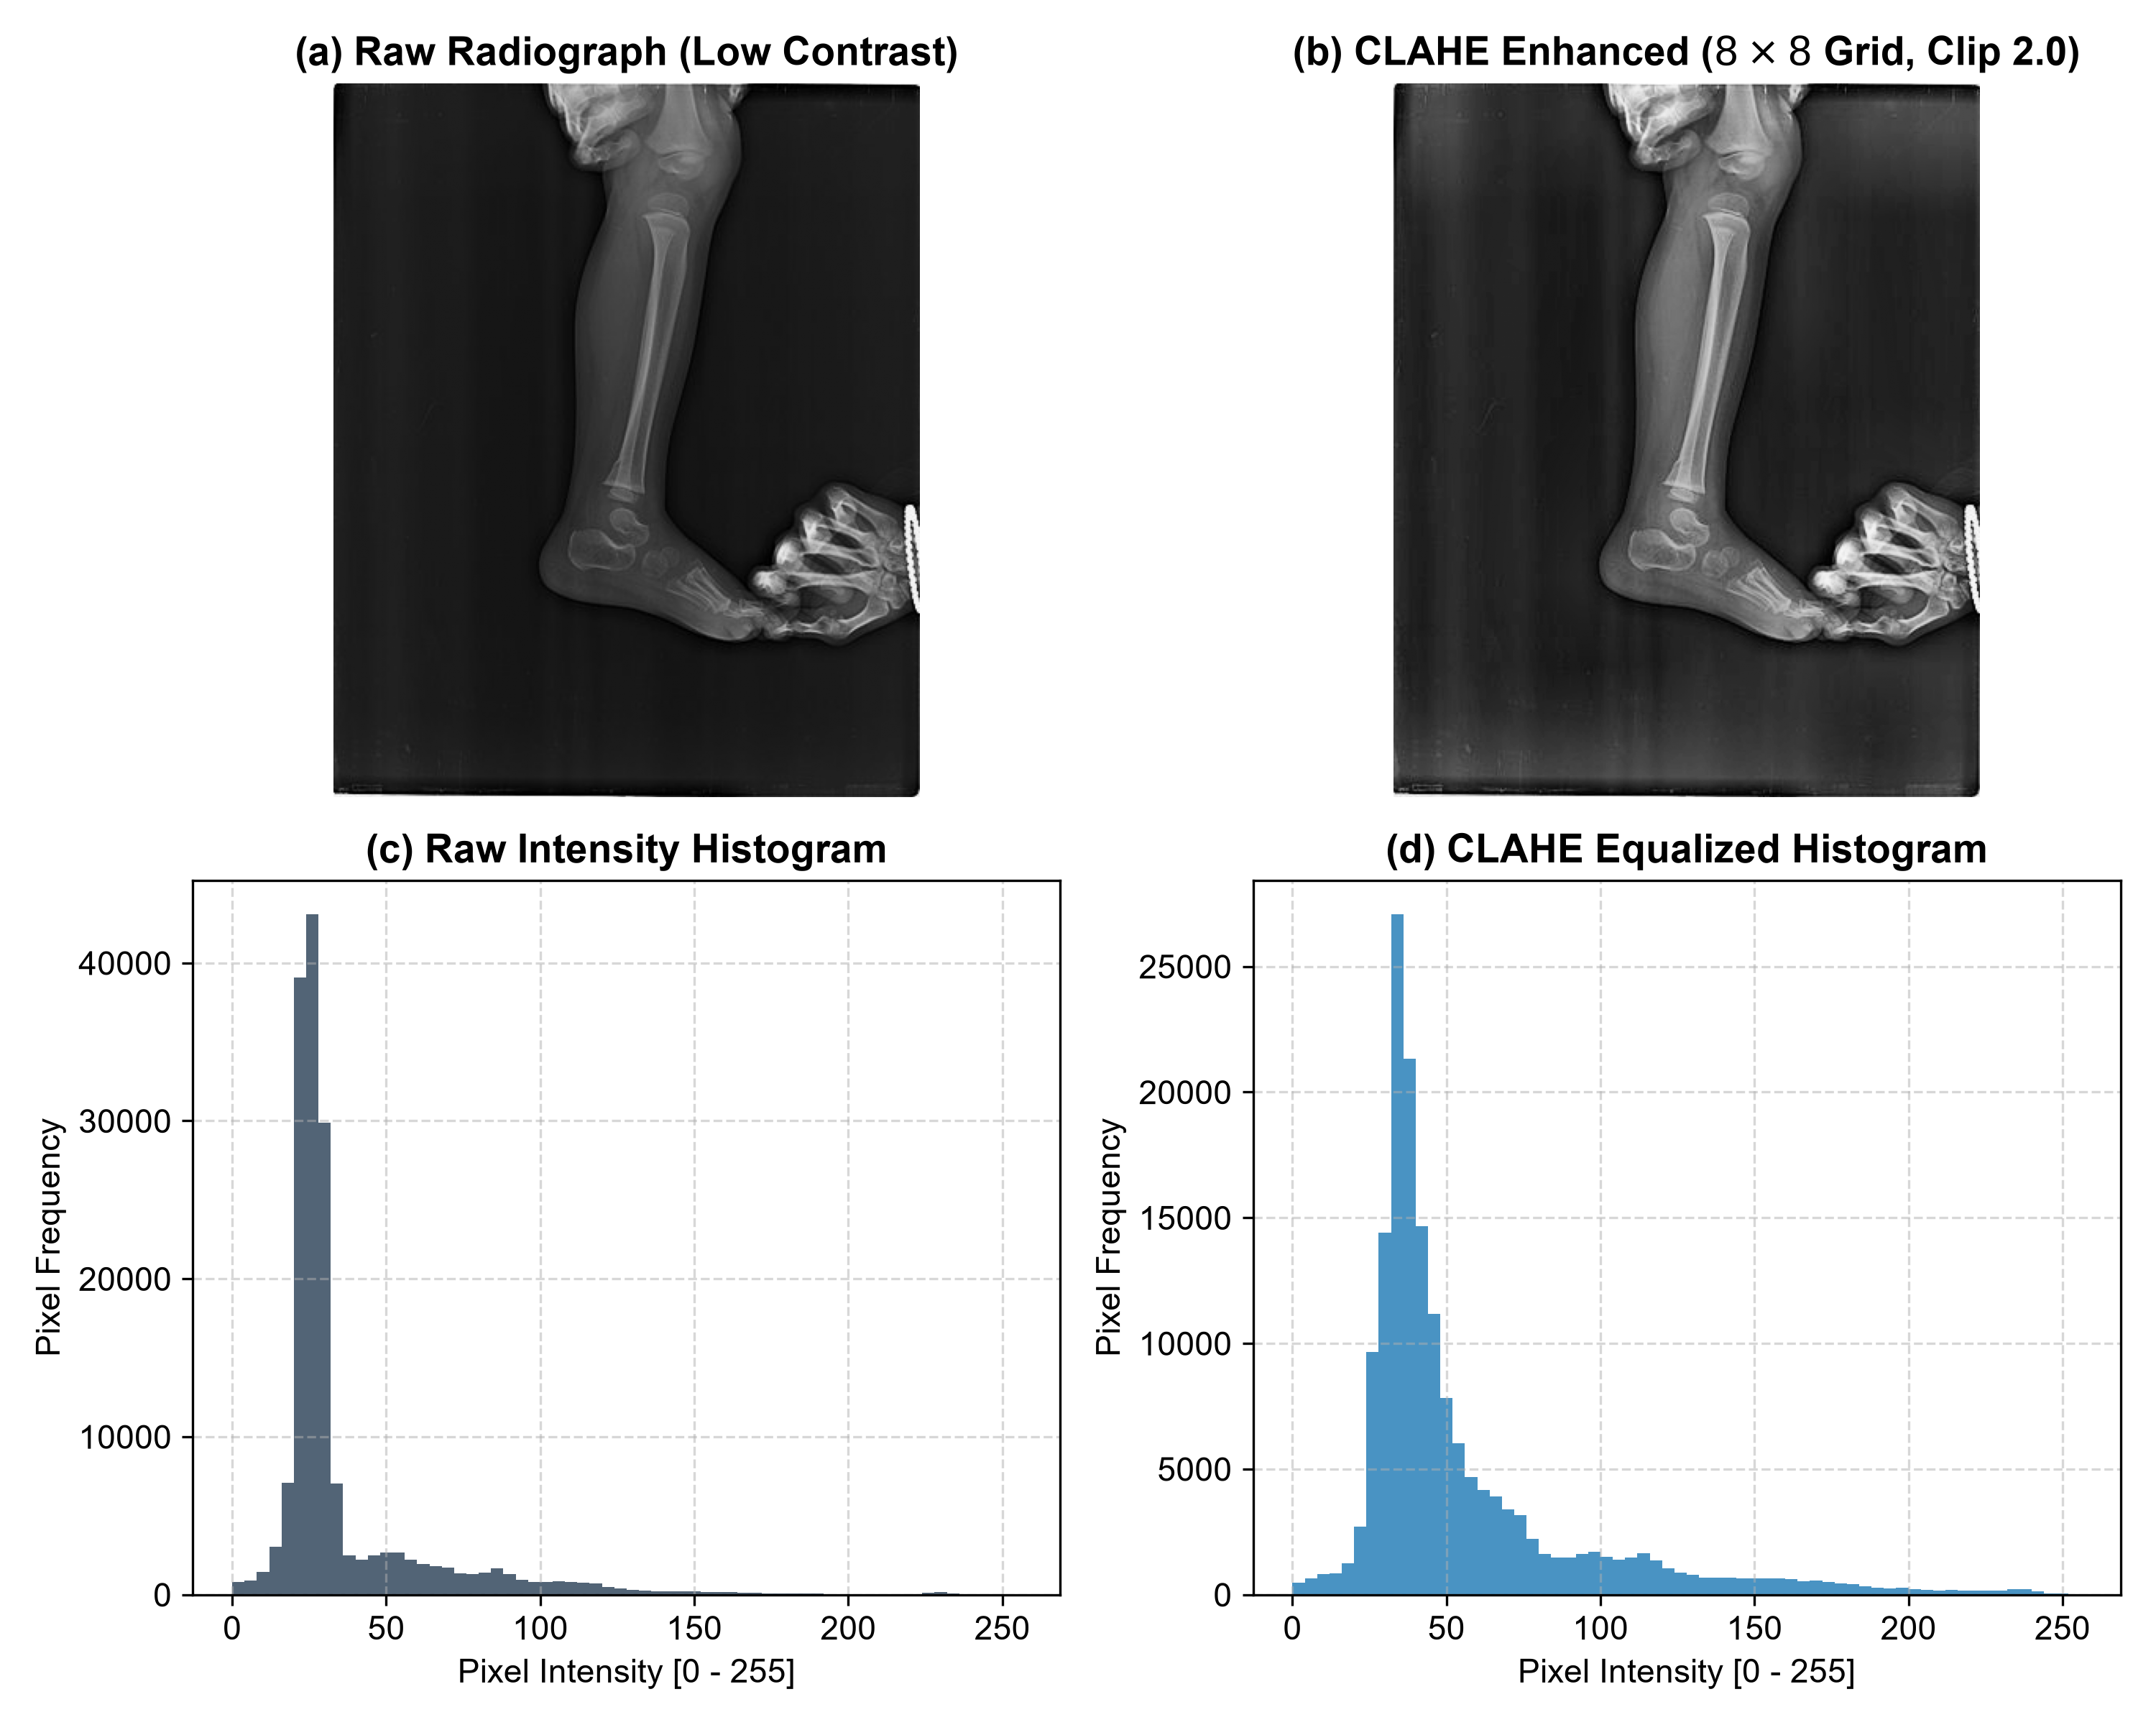 (a) Raw Radiograph (Low Contrast)
(b) CLAHE Enhanced (8 × 8 Grid, Clip 2.0)
(c) Raw Intensity Histogram
Pixel Frequency
40000
30000
20000
10000
0
0 50 100 150 200 250
Pixel Intensity [0 - 255]
(d) CLAHE Equalized Histogram
Pixel Frequency
25000
20000
15000
10000
5000
0
0 50 100 150 200 250
Pixel Intensity [0 - 255]